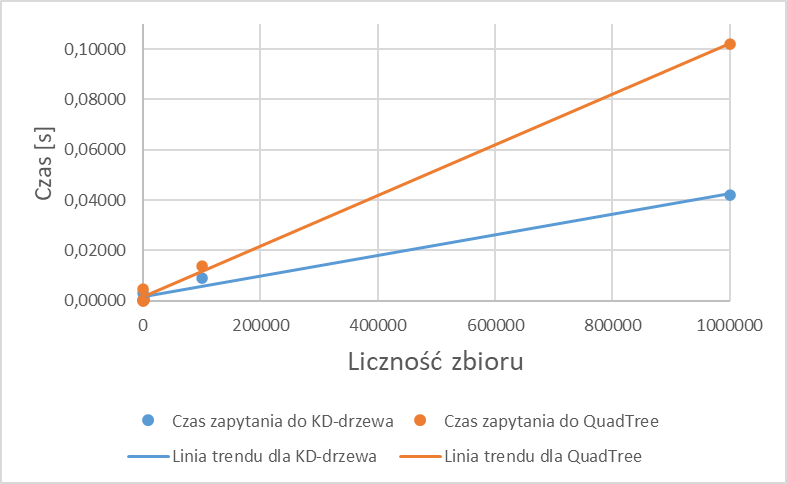 0,10000
0,08000
0,06000
0,04000
0,02000
0,00000
Czas [s]
0 200000 400000 600000 800000 1000000
Liczność zbioru
Czas zapytania do KD-drzewa Czas zapytania do QuadTree
Linia trendu dla KD-drzewa Linia trendu dla QuadTree